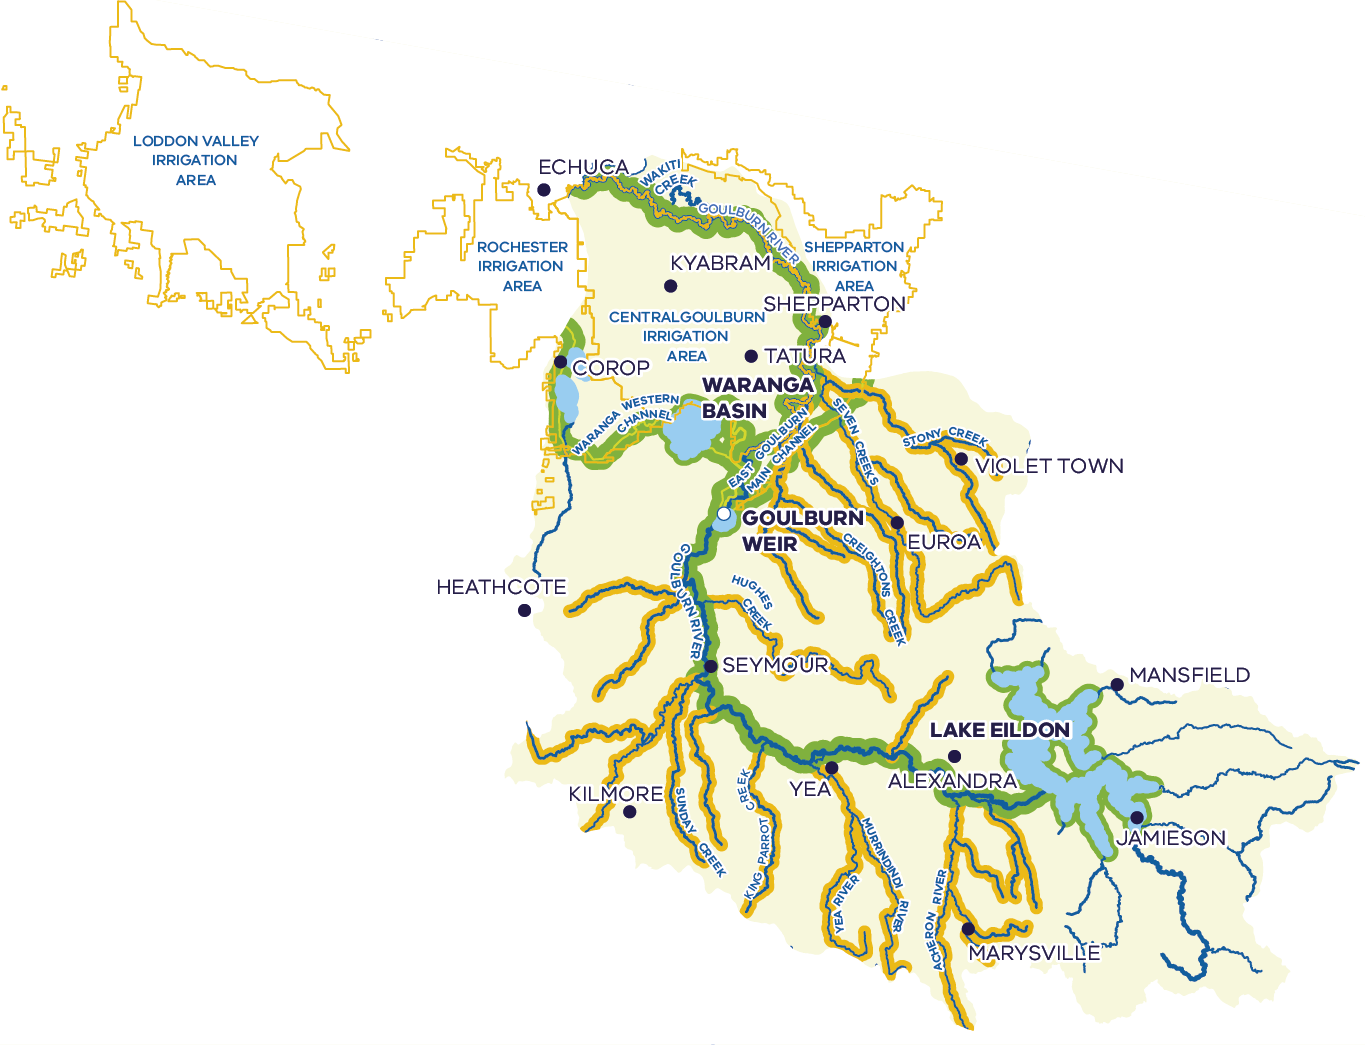 LODDON VALLEY
IRRIGATION
AREA
ECHUCA
WAKITI
CREEK
GOULBURN RIVER
ROCHESTER
IRRIGATION
AREA
SHEPPARTON
IRRIGATION
AREA
KYABRAM
SHEPPARTON
CENTRALGOULBURN
IRRIGATION
AREA
TATURA
COROP
WARANGA
BASIN
WARANGA WESTERN
CHANNEL
EAST GOULBURN
MAIN CHANNEL
SEVEN CREEKS
STONY CREEK
VIOLET TOWN
GOULBURN
WEIR
EUROA
CREIGHTONS CREEK
GOULBURN RIVER
HEATHCOTE
HUGHES
CREEK
SEYMOUR
MANSFIELD
LAKE EILDON
ALEXANDRA
YEA
KILMORE
SUNDAY CREEK
KING PARROT CREEK
MURRINDINDI RIVER
YEA RIVER
ACHERON RIVER
JAMIESON
MARYSVILLE